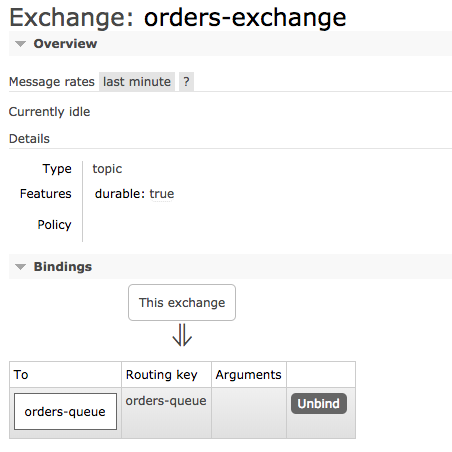 Exchange: orders-exchange
Overview
Message rates last minute ?
Currently idle
Details
Type topic
Features durable: true
Policy
Bindings
This exchange
To Routing key Arguments
orders-queue orders-queue Unbind